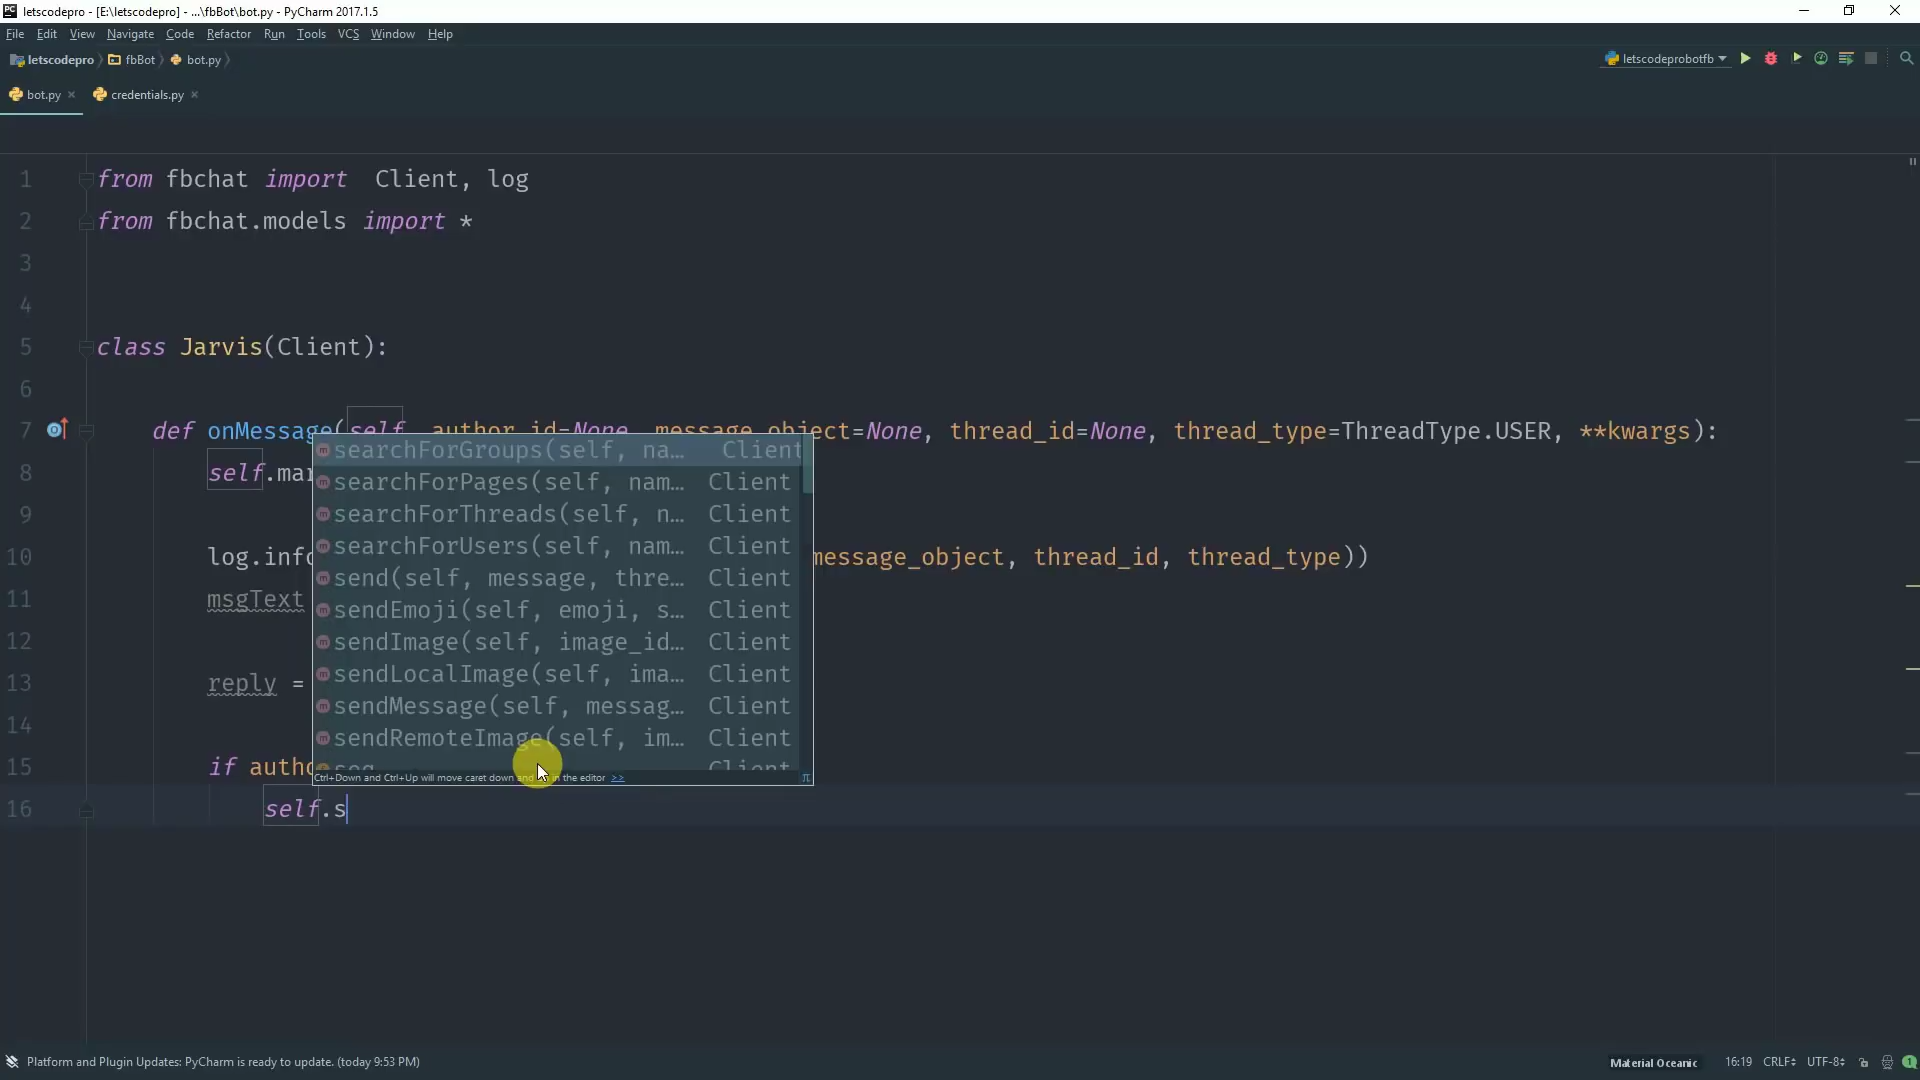 letscodepro - [E:\letscodepro] - ...\fbBot\bot.py - PyCharm 2017.1.5
File Edit View Navigate Code Refactor Run Tools VCS Window Help
letscodepro fbBot bot.py letscodeprobotfb
bot.py credentials.py
1 from fbchat import Client, log
2 from fbchat.models import *
3
4
5 class Jarvis(Client):
6
7 def onMessage(self, author_id=None, message_object=None, thread_id=None, thread_type=ThreadType.USER, **kwargs):
8 self.mar
9
10 log.info message_object, thread_id, thread_type))
11 msgText
12
13 reply =
14
15 if autho
16 self.s
searchForGroups(self, na... Client
searchForPages(self, nam... Client
searchForThreads(self, n... Client
searchForUsers(self, nam... Client
send(self, message, thre... Client
sendEmoji(self, emoji, s... Client
sendImage(self, image_id... Client
sendLocalImage(self, ima... Client
sendMessage(self, messag... Client
sendRemoteImage(self, im... Client
seq Client
Ctrl+Down and Ctrl+Up will move caret down and in the editor >> π
Platform and Plugin Updates: PyCharm is ready to update. (today 9:53 PM) Material Oceanic 16:19 CRLF UTF-8 1